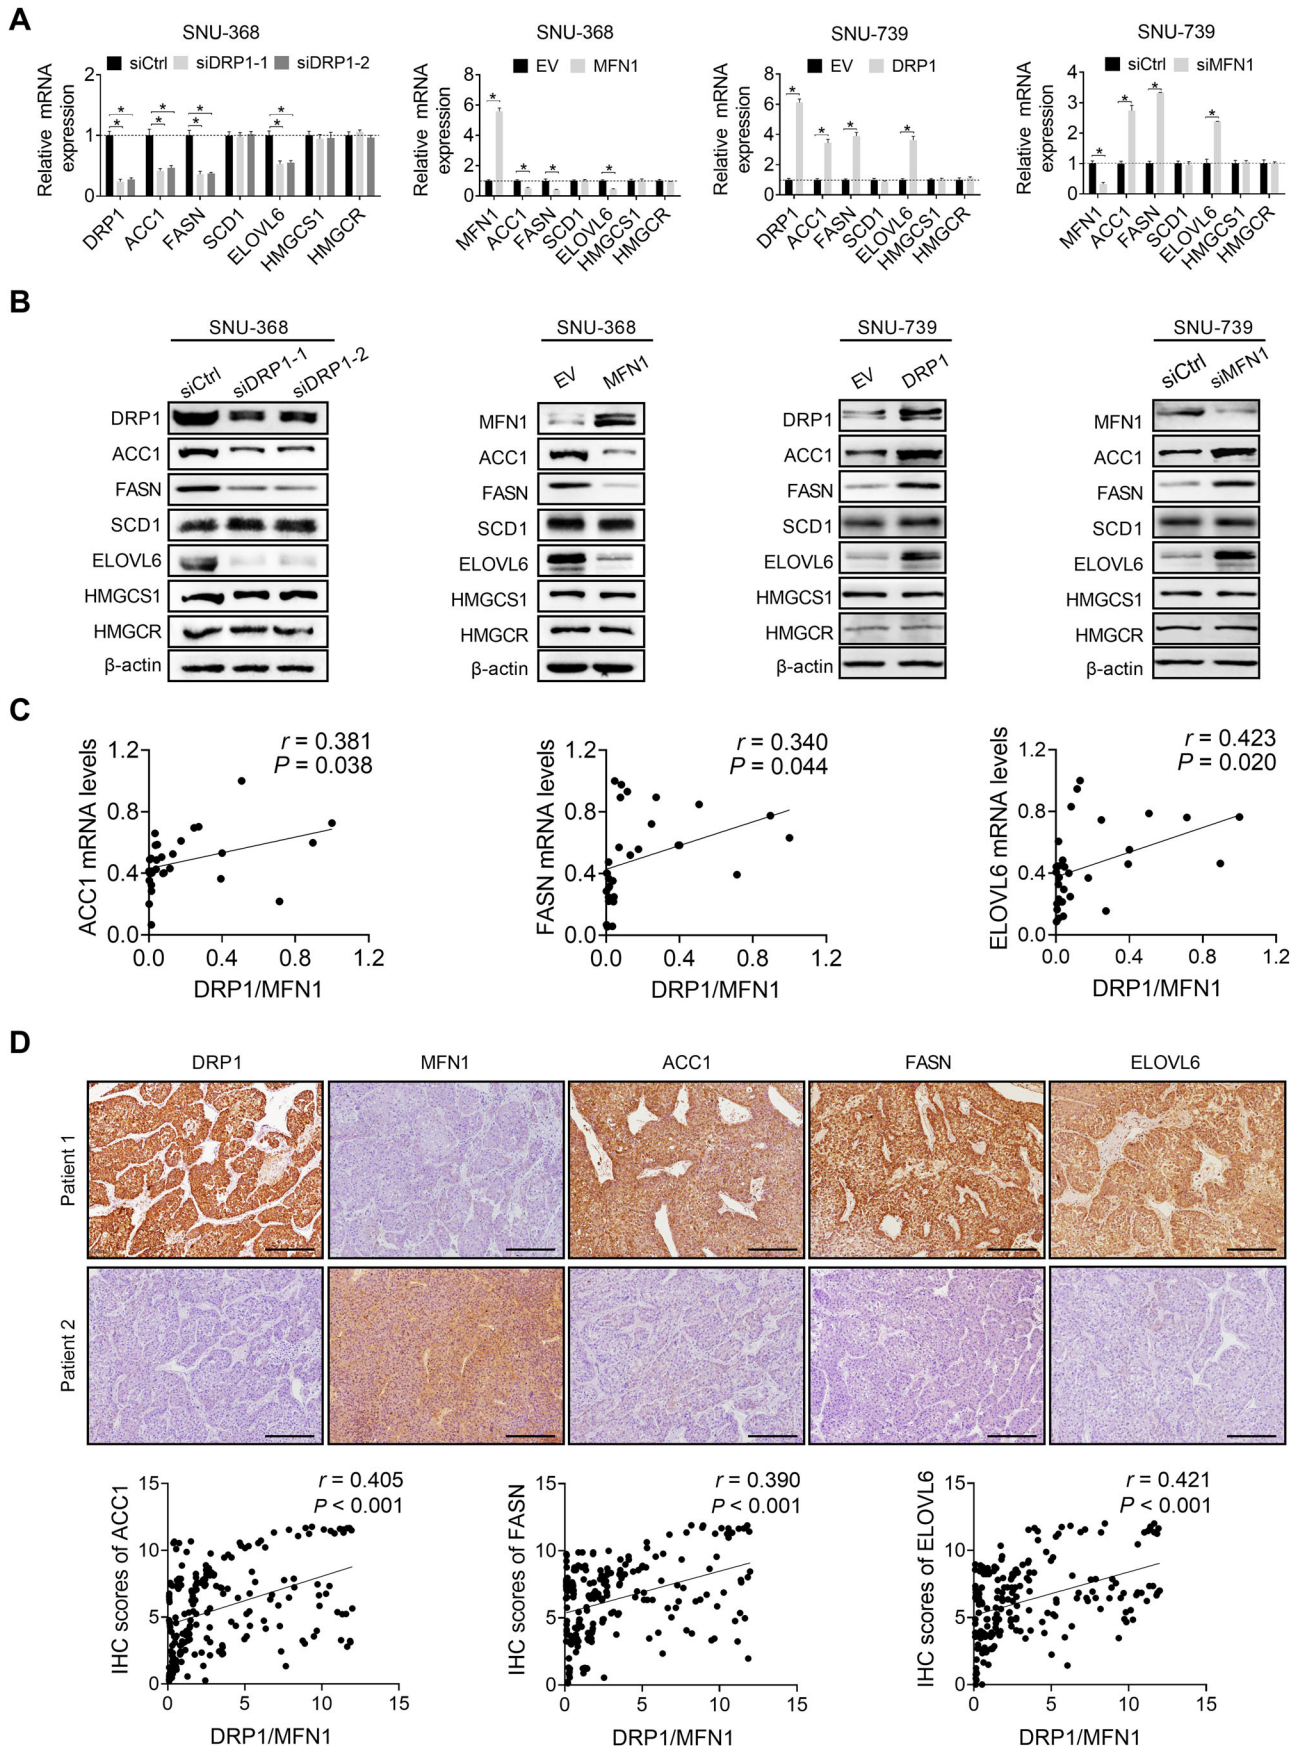 A
SNU-368
siCtrl siDRP1-1 siDRP1-2
Relative mRNA
expression
2
1
0
DRP1 ACC1 FASN SCD1 ELOVL6 HMGCS1 HMGCR
* * * * * * * *
SNU-368
EV MFN1
Relative mRNA
expression
8
6
4
2
0
MFN1 ACC1 FASN SCD1 ELOVL6 HMGCS1 HMGCR
* * * *
SNU-739
EV DRP1
Relative mRNA
expression
8
6
4
2
0
DRP1 ACC1 FASN SCD1 ELOVL6 HMGCS1 HMGCR
* * * *
SNU-739
siCtrl siMFN1
Relative mRNA
expression
4
3
2
1
0
MFN1 ACC1 FASN SCD1 ELOVL6 HMGCS1 HMGCR
* * * *
B
SNU-368
siCtrl siDRP1-1 siDRP1-2
DRP1
ACC1
FASN
SCD1
ELOVL6
HMGCS1
HMGCR
β-actin
SNU-368
EV MFN1
MFN1
ACC1
FASN
SCD1
ELOVL6
HMGCS1
HMGCR
β-actin
SNU-739
EV DRP1
DRP1
ACC1
FASN
SCD1
ELOVL6
HMGCS1
HMGCR
β-actin
SNU-739
siCtrl siMFN1
MFN1
ACC1
FASN
SCD1
ELOVL6
HMGCS1
HMGCR
β-actin
C
ACC1 mRNA levels
r = 0.381
P = 0.038
1.2
0.8
0.4
0.0
0.0 0.4 0.8 1.2
DRP1/MFN1
FASN mRNA levels
r = 0.340
P = 0.044
1.2
0.8
0.4
0.0
0.0 0.4 0.8 1.2
DRP1/MFN1
ELOVL6 mRNA levels
r = 0.423
P = 0.020
1.2
0.8
0.4
0.0
0.0 0.4 0.8 1.2
DRP1/MFN1
D
DRP1 MFN1 ACC1 FASN ELOVL6
Patient 1
Patient 2
IHC scores of ACC1
r = 0.405
P < 0.001
15
10
5
0
0 5 10 15
DRP1/MFN1
IHC scores of FASN
r = 0.390
P < 0.001
15
10
5
0
0 5 10 15
DRP1/MFN1
IHC scores of ELOVL6
r = 0.421
P < 0.001
15
10
5
0
0 5 10 15
DRP1/MFN1